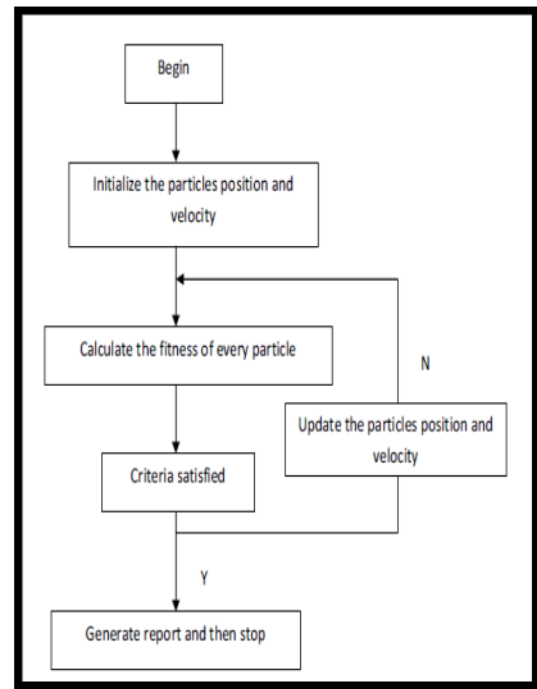 Begin
Initialize the particles position and
velocity
Calculate the fitness of every particle
N
Update the particles position and
velocity
Criteria satisfied
Y
Generate report and then stop